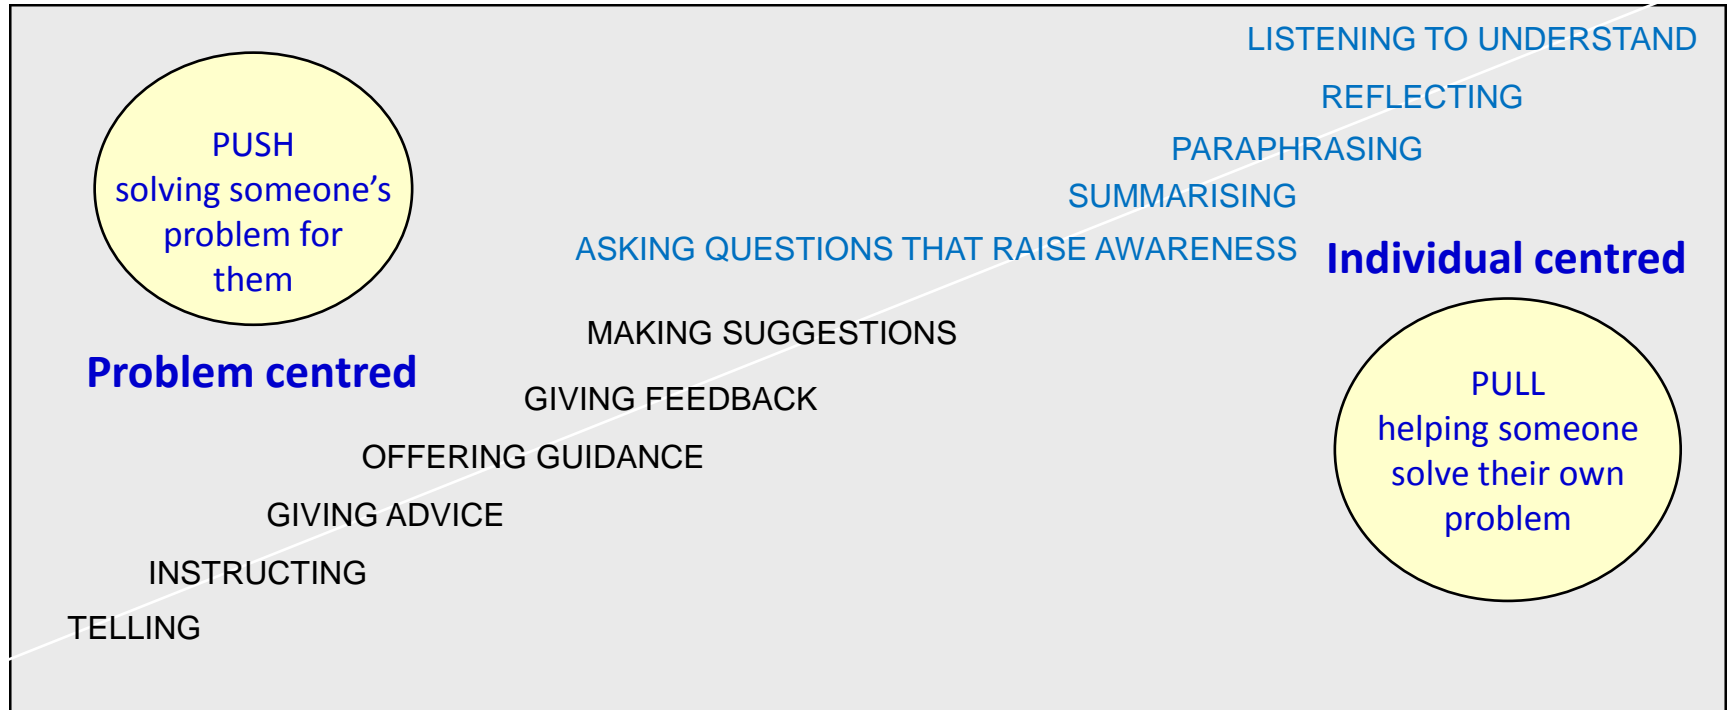 LISTENING TO UNDERSTAND
REFLECTING
PARAPHRASING
SUMMARISING
ASKING QUESTIONS THAT RAISE AWARENESS
MAKING SUGGESTIONS
GIVING FEEDBACK
OFFERING GUIDANCE
GIVING ADVICE
INSTRUCTING
TELLING
PUSH
solving someone’s
problem for
them
Problem centred
Individual centred
PULL
helping someone
solve their own
problem